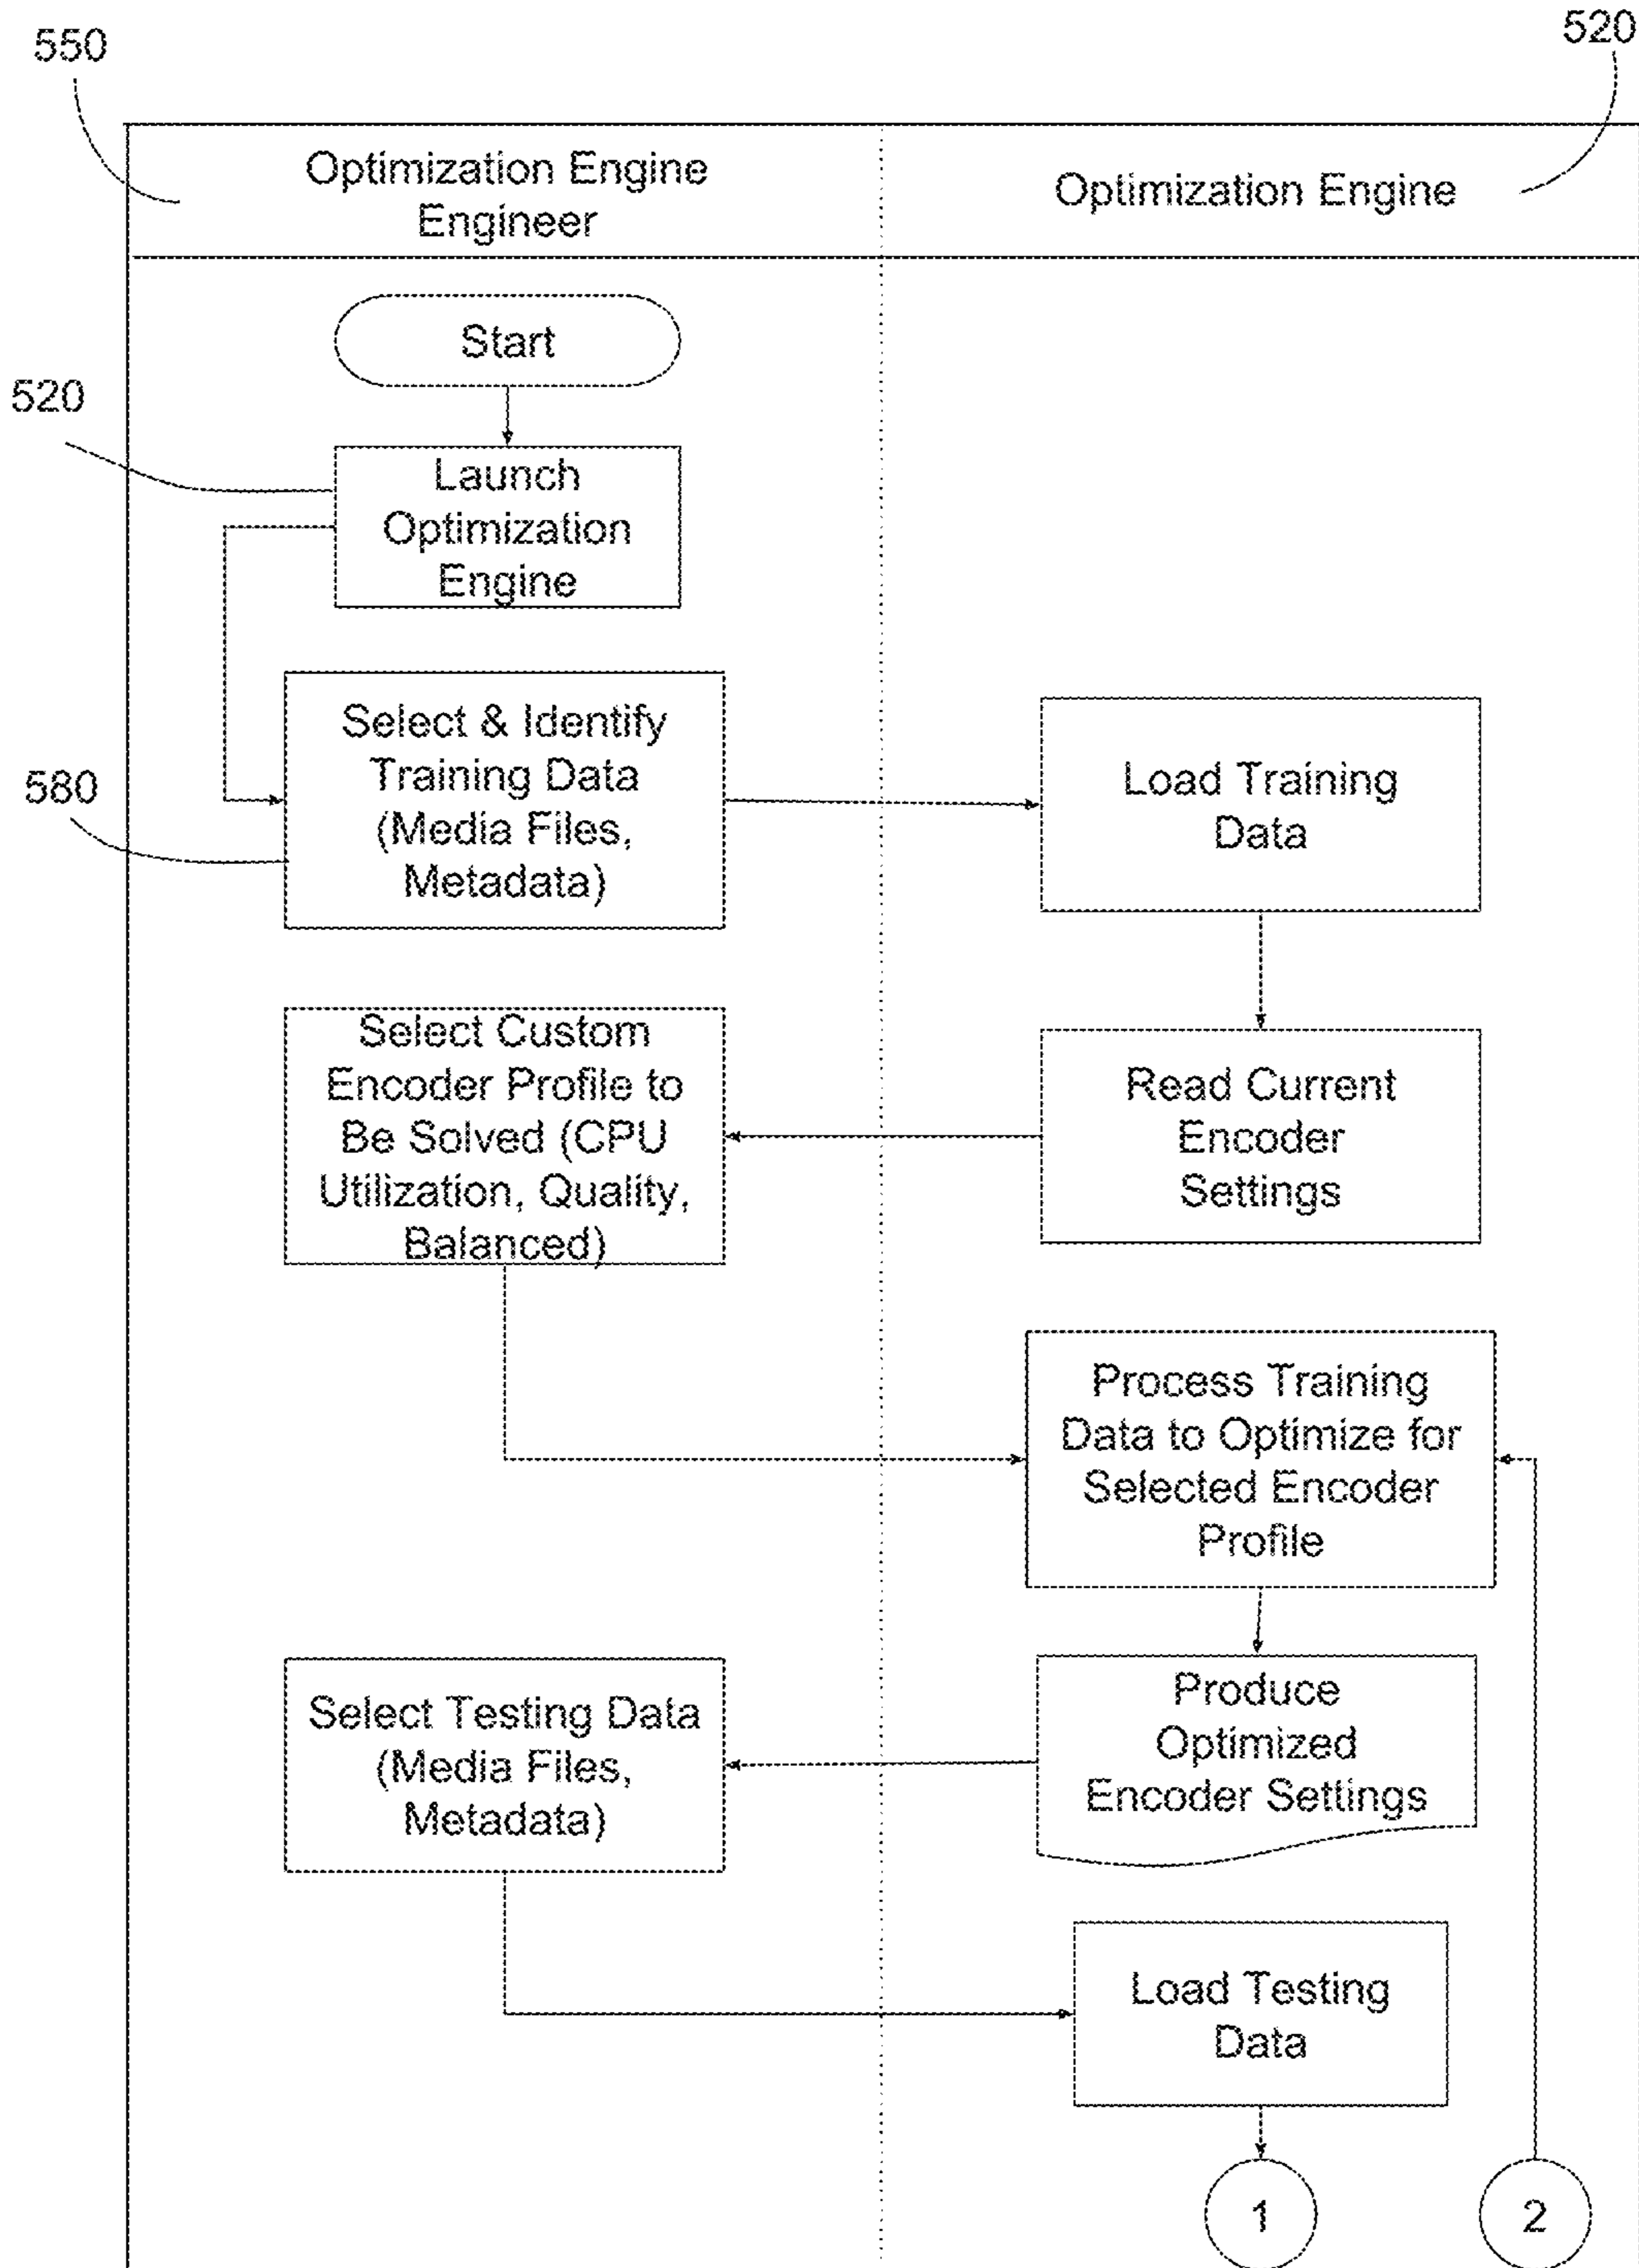 550
520
Optimization Engine
Engineer
Optimization Engine
Start
520
Launch
Optimization
Engine
580
Select & Identify
Training Data
(Media Files,
Metadata)
Load Training
Data
Select Custom
Encoder Profile to
Be Solved (CPU
Utilization, Quality,
Balanced)
Read Current
Encoder
Settings
Process Training
Data to Optimize for
Selected Encoder
Profile
Produce
Optimized
Encoder Settings
Select Testing Data
(Media Files,
Metadata)
Load Testing
Data
1
2